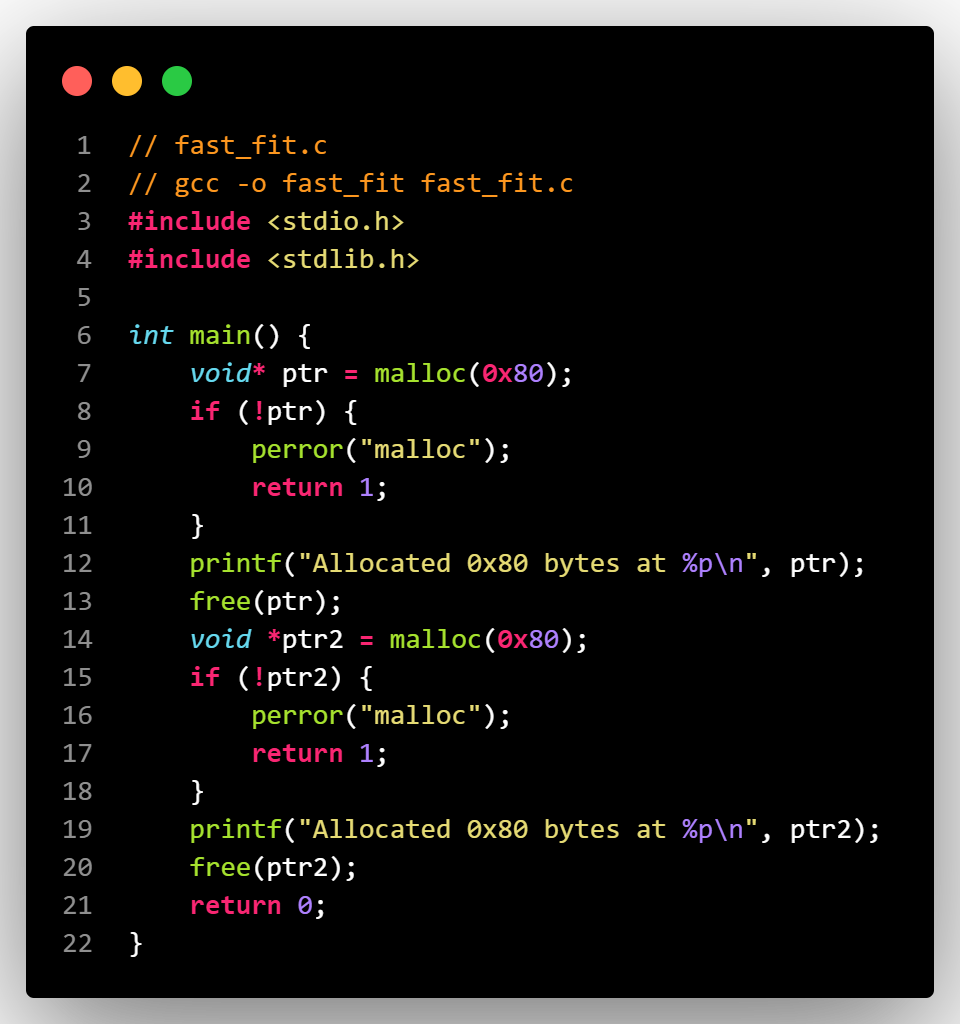 1 // fast_fit.c
2 // gcc -o fast_fit fast_fit.c
3 #include <stdio.h>
4 #include <stdlib.h>
5
6 int main() {
7     void* ptr = malloc(0x80);
8     if (!ptr) {
9         perror("malloc");
10         return 1;
11     }
12     printf("Allocated 0x80 bytes at %p\n", ptr);
13     free(ptr);
14     void *ptr2 = malloc(0x80);
15     if (!ptr2) {
16         perror("malloc");
17         return 1;
18     }
19     printf("Allocated 0x80 bytes at %p\n", ptr2);
20     free(ptr2);
21     return 0;
22 }